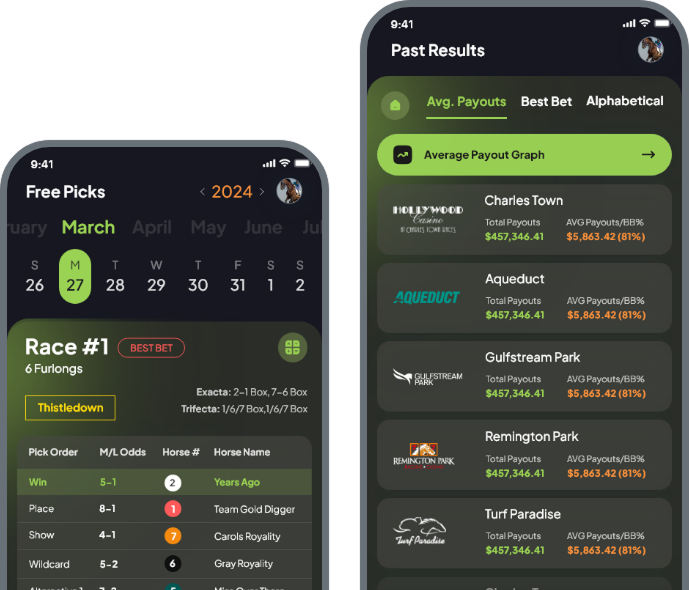 9:41
Free Picks
2024
ruary March April May June Jul
S M T W T F S S
26 27 28 29 30 31 1 2
Race #1 BEST BET
6 Furlongs
Exacta: 2-1 Box, 7-6 Box
Thistledown
Trifecta: 1/6/7 Box,1/6/7 Box
Pick Order M/L Odds Horse # Horse Name
Win 5-1 2 Years Ago
Place 8-1 1 Team Gold Digger
Show 4-1 7 Carols Royality
Wildcard 5-2 6 Gray Royality
9:41
Past Results
Avg. Payouts Best Bet Alphabetical
Average Payout Graph
HOLLYWOOD
Casino
AT CHARLES TOWN RACES
Charles Town
Total Payouts AVG Payouts/BB%
$457,346.41 $5,863.42 (81%)
AQUEDUCT
Aqueduct
Total Payouts AVG Payouts/BB%
$457,346.41 $5,863.42 (81%)
GULFSTREAM
PARK
Gulfstream Park
Total Payouts AVG Payouts/BB%
$457,346.41 $5,863.42 (81%)
REMINGTON PARK
Remington Park
Total Payouts AVG Payouts/BB%
$457,346.41 $5,863.42 (81%)
Turf Paradise
Turf Paradise
Total Payouts AVG Payouts/BB%
$457,346.41 $5,863.42 (81%)